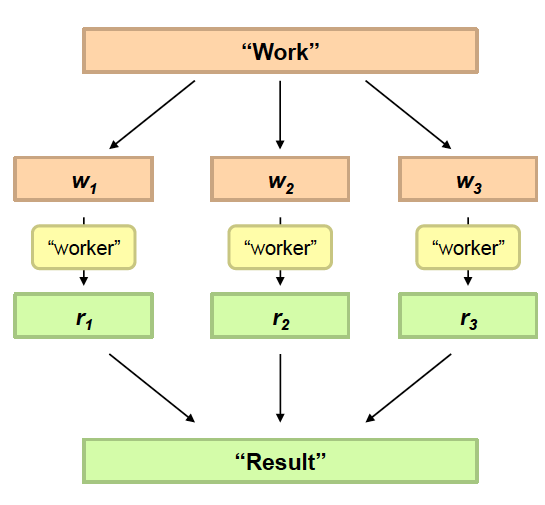 “Work”
w1 w2 w3
“worker” “worker” “worker”
r1 r2 r3
“Result”